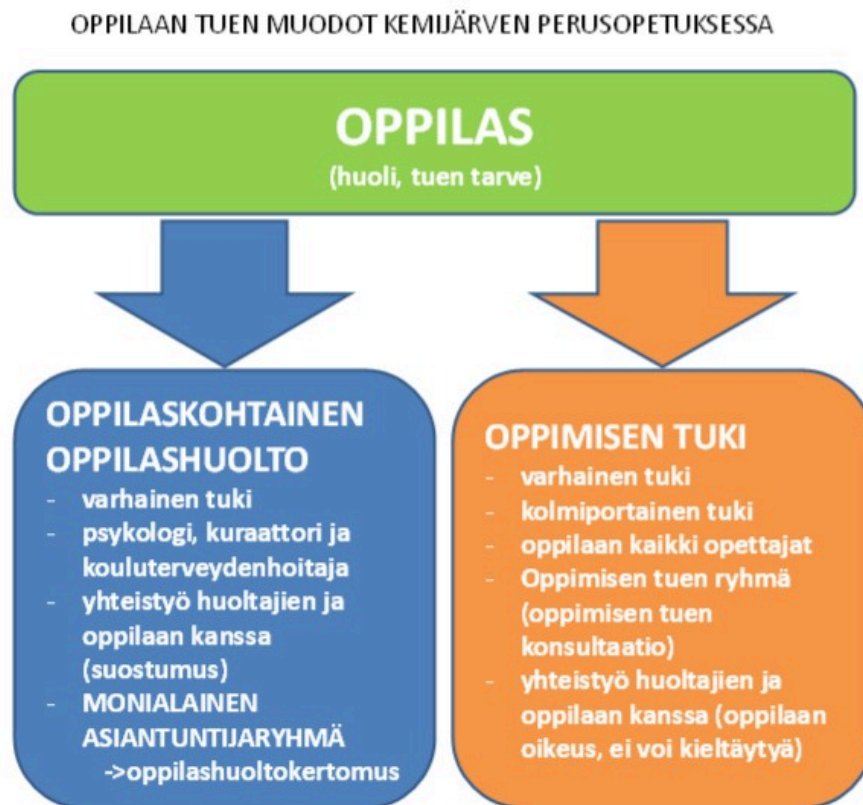 OPPILAAN TUEN MUODOT KEMIJÄRVEN PERUSOPETUKSESSA
OPPILAS
(huoli, tuen tarve)
OPPILASKOHTAINEN
OPPILASHUOLTO
- varhainen tuki
- psykologi, kuraattori ja
kouluterveydenhoitaja
- yhteistyö huoltajien ja
oppilaan kanssa
(suostumus)
- MONIALAINEN
ASIANTUNTIJARYHMÄ
->oppilashuoltokertomus
OPPIMISEN TUKI
- varhainen tuki
- kolmiportainen tuki
- oppilaan kaikki opettajat
- Oppimisen tuen ryhmä
(oppimisen tuen
konsultaatio)
- yhteistyö huoltajien ja
oppilaan kanssa (oppilaan
oikeus, ei voi kieltäytyä)